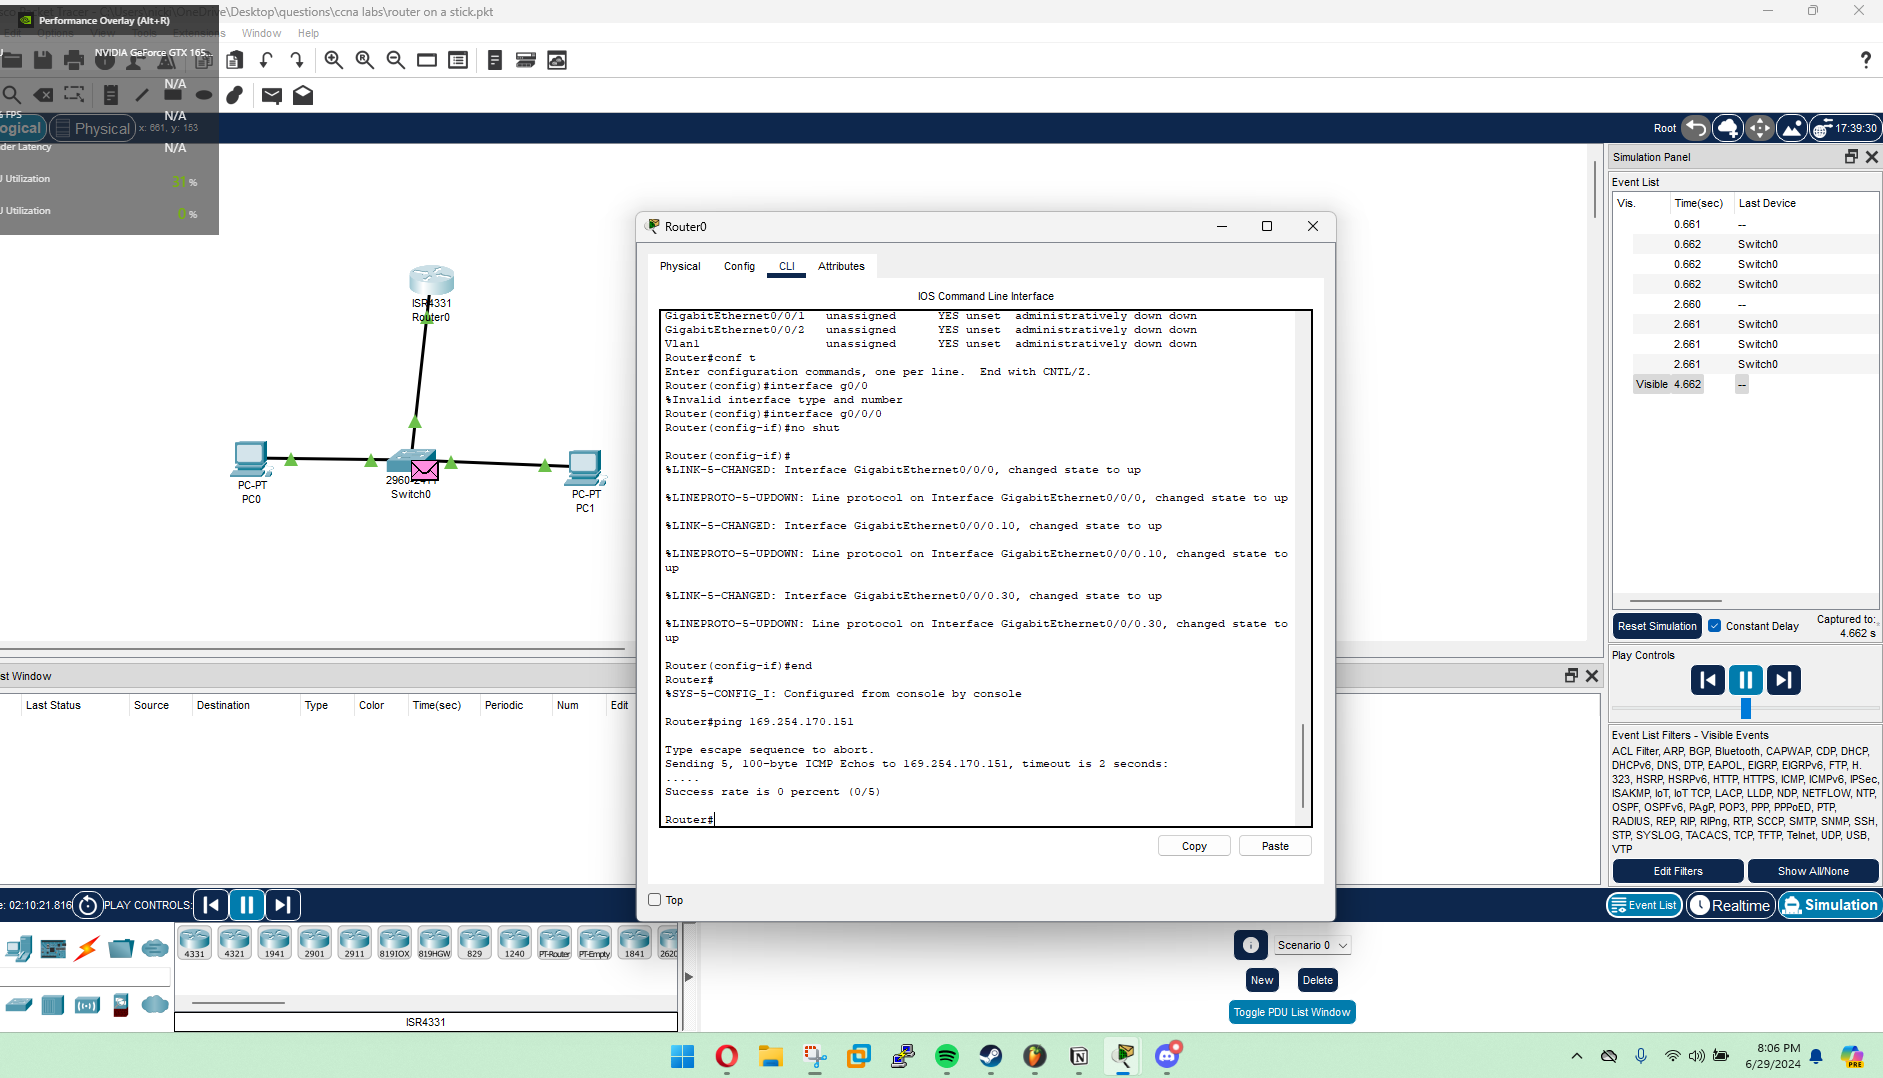 Cisco Packet Tracer - C:\Users\nicki\OneDrive\Desktop\questions\ccna labs\router on a stick.pkt
Performance Overlay (Alt+R)
Edit Options View Tools Extensions Window Help
NVIDIA GeForce GTX 165...
N/A
% FPS
N/A
ogical
Physical
x: 661, y: 153
der Latency
N/A
U Utilization
31 %
U Utilization
0 %
Root
17:39:30
Simulation Panel
Event List
Vis. Time(sec) Last Device
0.661 --
0.662 Switch0
0.662 Switch0
0.662 Switch0
2.660 --
2.661 Switch0
2.661 Switch0
2.661 Switch0
Visible 4.662 --
ISR4331
Router0
PC-PT
PC0
2960-24TT
Switch0
PC-PT
PC1
Router0
Physical Config CLI Attributes
IOS Command Line Interface
GigabitEthernet0/0/1 unassigned YES unset administratively down down
GigabitEthernet0/0/2 unassigned YES unset administratively down down
Vlan1 unassigned YES unset administratively down down
Router#conf t
Enter configuration commands, one per line. End with CNTL/Z.
Router(config)#interface g0/0
%Invalid interface type and number
Router(config)#interface g0/0/0
Router(config-if)#no shut
Router(config-if)#
%LINK-5-CHANGED: Interface GigabitEthernet0/0/0, changed state to up
%LINEPROTO-5-UPDOWN: Line protocol on Interface GigabitEthernet0/0/0, changed state to up
%LINK-5-CHANGED: Interface GigabitEthernet0/0/0.10, changed state to up
%LINEPROTO-5-UPDOWN: Line protocol on Interface GigabitEthernet0/0/0.10, changed state to
up
%LINK-5-CHANGED: Interface GigabitEthernet0/0/0.30, changed state to up
%LINEPROTO-5-UPDOWN: Line protocol on Interface GigabitEthernet0/0/0.30, changed state to
up
Router(config-if)#end
Router#
%SYS-5-CONFIG_I: Configured from console by console
Router#ping 169.254.170.151
Type escape sequence to abort.
Sending 5, 100-byte ICMP Echos to 169.254.170.151, timeout is 2 seconds:
.....
Success rate is 0 percent (0/5)
Router#
Copy Paste
Top
Reset Simulation
Constant Delay
Captured to:
4.662 s
Play Controls
Event List Filters - Visible Events
ACL Filter, ARP, BGP, Bluetooth, CAPWAP, CDP, DHCP,
DHCPv6, DNS, DTP, EAPOL, EIGRP, EIGRPv6, FTP, H.
323, HSRP, HSRPv6, HTTP, HTTPS, ICMP, ICMPv6, IPSec,
ISAKMP, IoT, IoT TCP, LACP, LLDP, NDP, NETFLOW, NTP,
OSPF, OSPFv6, PAgP, POP3, PPP, PPPoED, PTP,
RADIUS, REP, RIP, RIPng, RTP, SCCP, SMTP, SNMP, SSH,
STP, SYSLOG, TACACS, TCP, TFTP, Telnet, UDP, USB,
VTP
Edit Filters Show All/None
st Window
Last Status Source Destination Type Color Time(sec) Periodic Num Edit
e: 02:10:21.816
PLAY CONTROLS:
Event List
Realtime
Simulation
4331 4321 1941 2901 2911 819IOX 819HGW 829 1240 PT-Router PT-Empty 1841 2620
ISR4331
Scenario 0
New Delete
Toggle PDU List Window
8:06 PM
6/29/2024
PRE